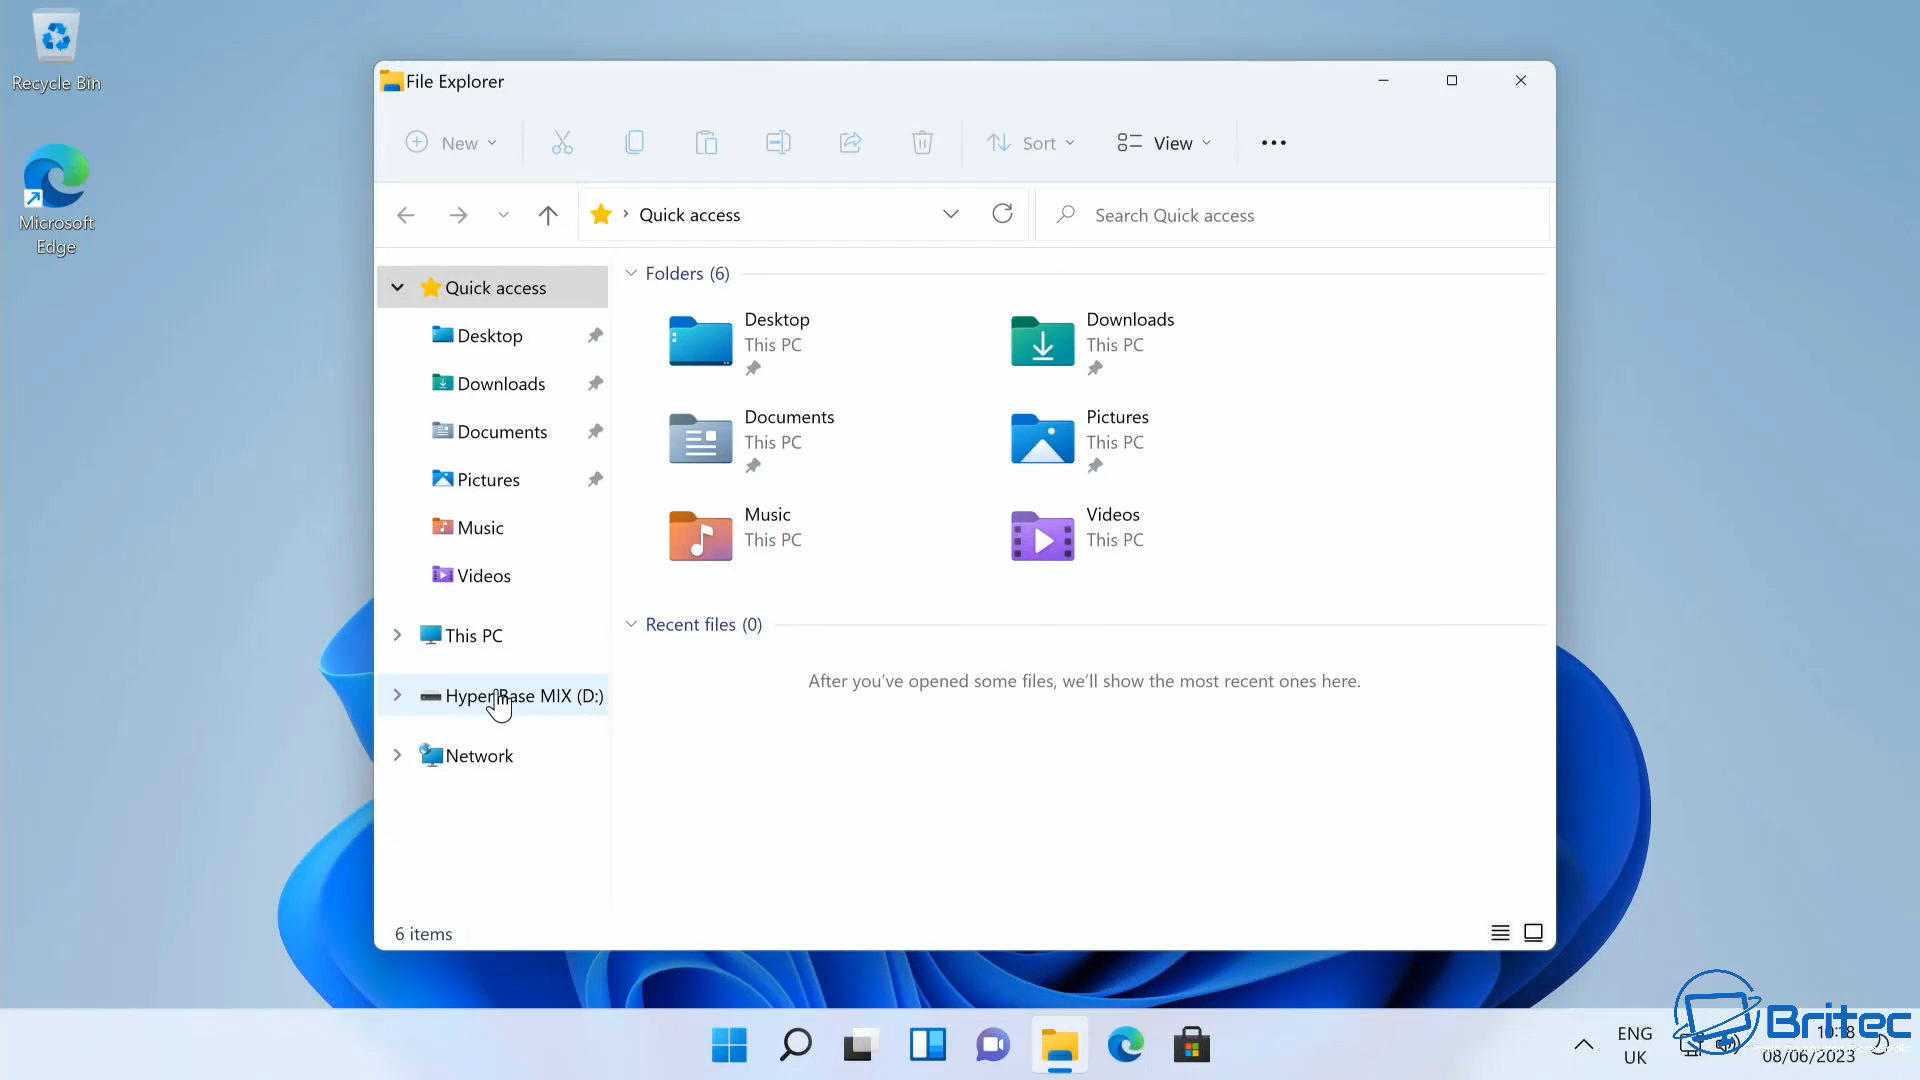 Recycle Bin
Microsoft
Edge
File Explorer
New
Sort
View
Quick access
Search Quick access
Quick access
Desktop
Downloads
Documents
Pictures
Music
Videos
This PC
HyperBase MIX (D:)
Network
Folders (6)
Desktop
This PC
Downloads
This PC
Documents
This PC
Pictures
This PC
Music
This PC
Videos
This PC
Recent files (0)
After you've opened some files, we'll show the most recent ones here.
6 items
ENG
UK
10:18
08/06/2023
Britec